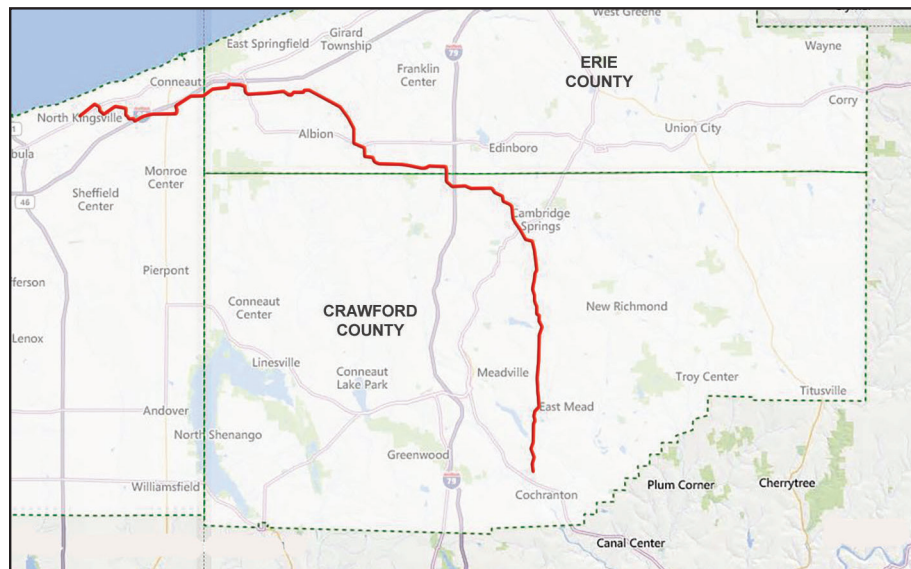 West Greene
East Springfield
Girard
Township
Wayne
ERIE
COUNTY
Conneaut
79
Franklin
Center
Corry
North Kingsville
Union City
Albion
Edinboro
bula
Monroe
Center
Sheffield
Center
46
Cambridge
Springs
Pierpont
fferson
New Richmond
Conneaut
Center
CRAWFORD
COUNTY
Lenox
Linesville
Conneaut
Lake Park
Meadville
Troy Center
Titusville
Andover
East Mead
North Shenango
Greenwood
79
Williamsfield
Cochranton
Plum Corner
Cherrytree
Canal Center